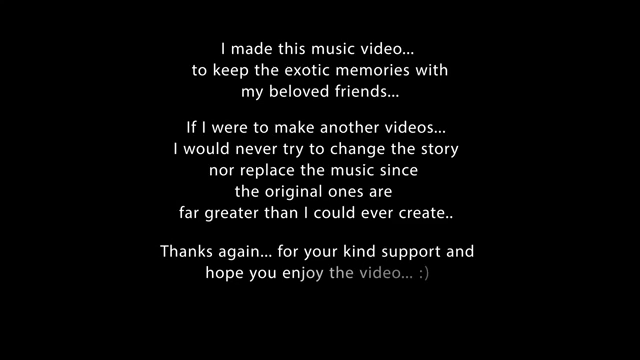 I made this music video...
to keep the exotic memories with
my beloved friends...
If I were to make another videos...
I would never try to change the story
nor replace the music since
the original ones are
far greater than I could ever create..
Thanks again... for your kind support and
hope you enjoy the video... :)